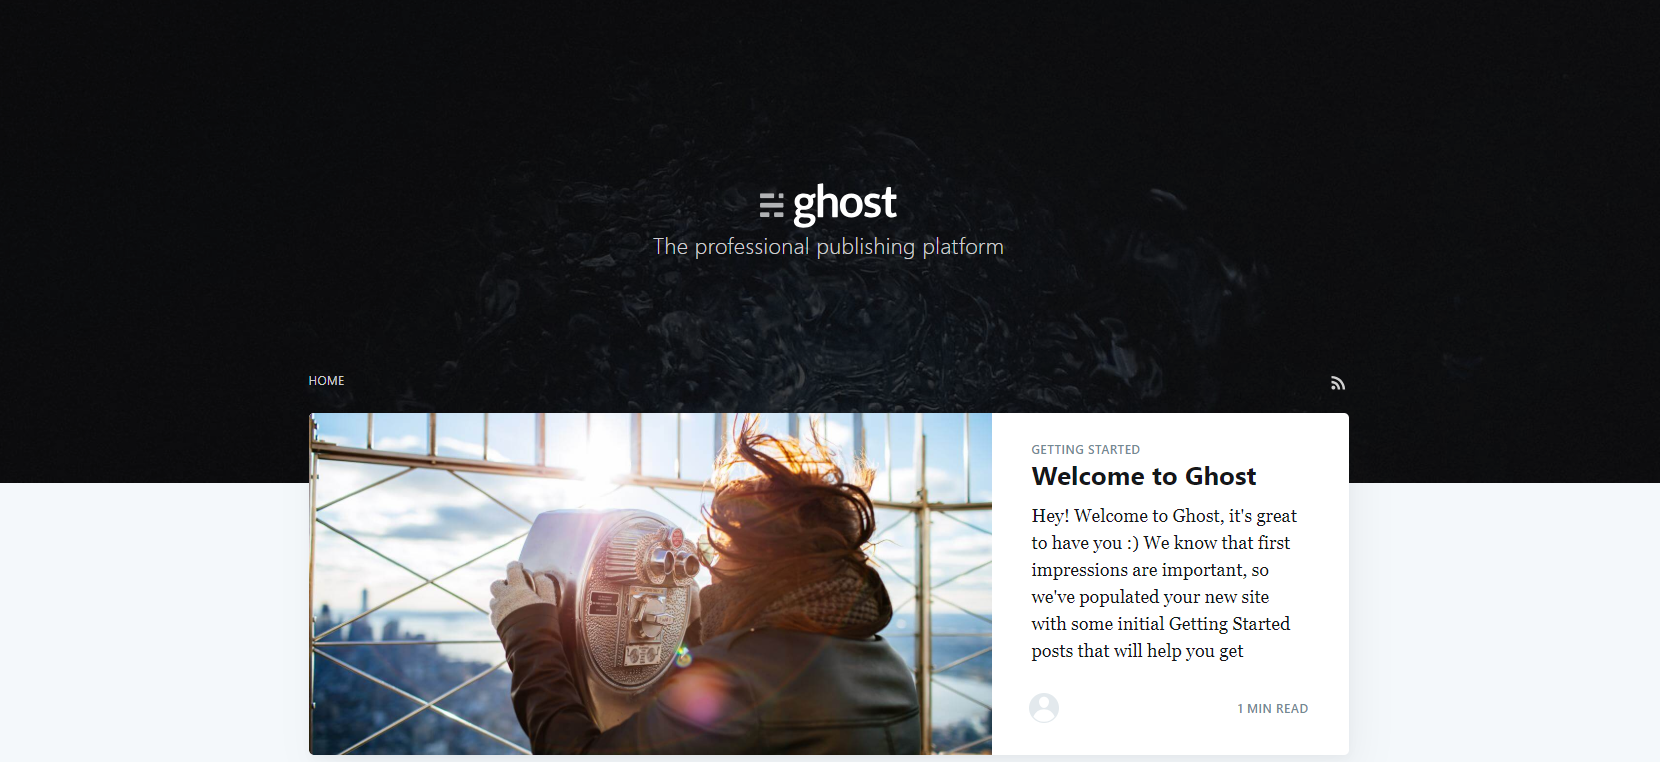 ghost
The professional publishing platform
HOME
GETTING STARTED
Welcome to Ghost
Hey! Welcome to Ghost, it's great
to have you :) We know that first
impressions are important, so
we've populated your new site
with some initial Getting Started
posts that will help you get
1 MIN READ